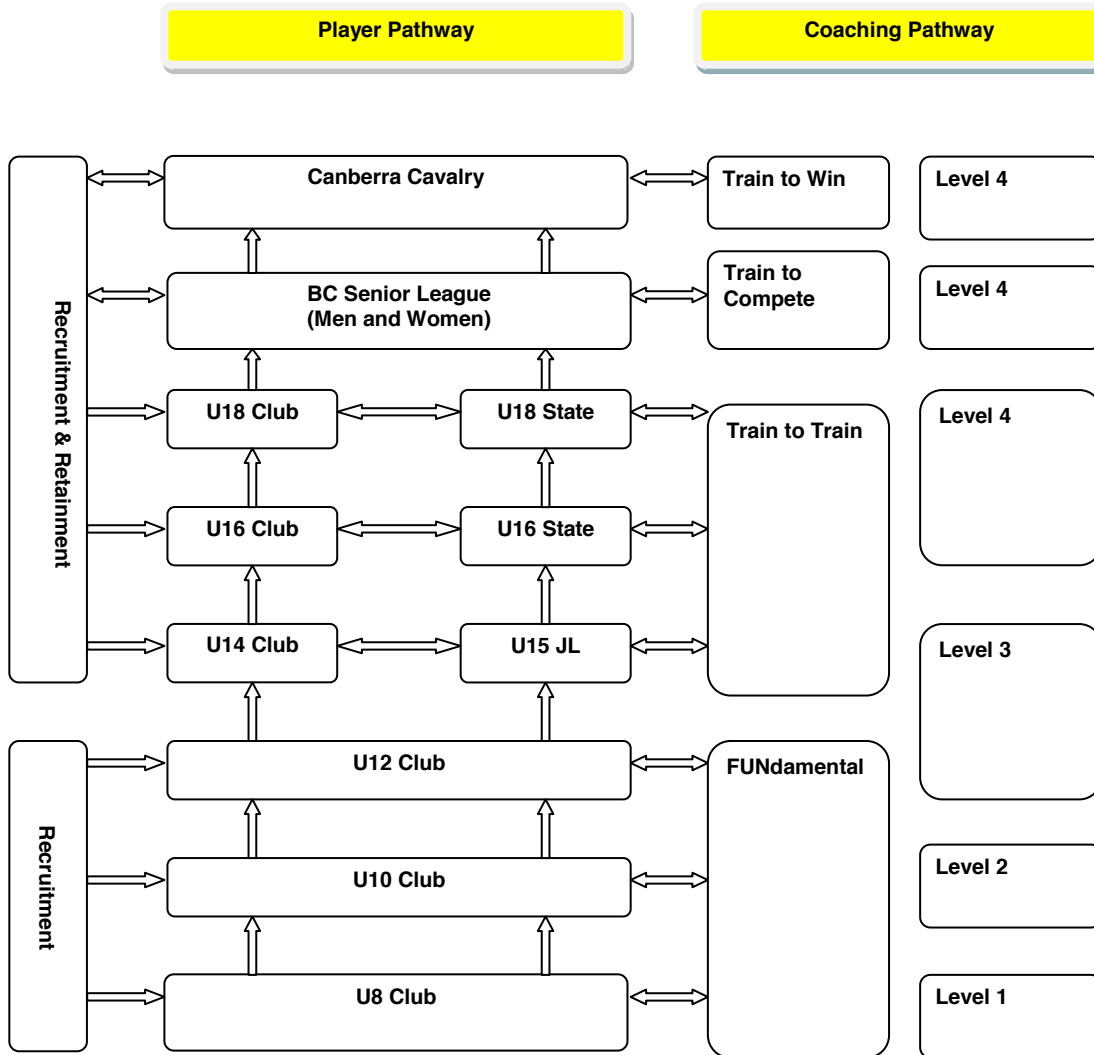 Player Pathway
Coaching Pathway
Canberra Cavalry
Train to Win
Level 4
Recruitment & Retainment
BC Senior League
(Men and Women)
Train to
Compete
Level 4
U18 Club
U18 State
Train to Train
Level 4
U16 Club
U16 State
U14 Club
U15 JL
Level 3
U12 Club
FUNdamental
Recruitment
U10 Club
Level 2
U8 Club
Level 1